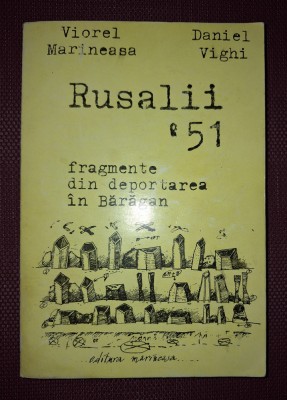 Viorel Marineasa
Daniel Vighi
Rusalii
'51
fragmente
din deportarea
în Bărăgan
editura marineasa